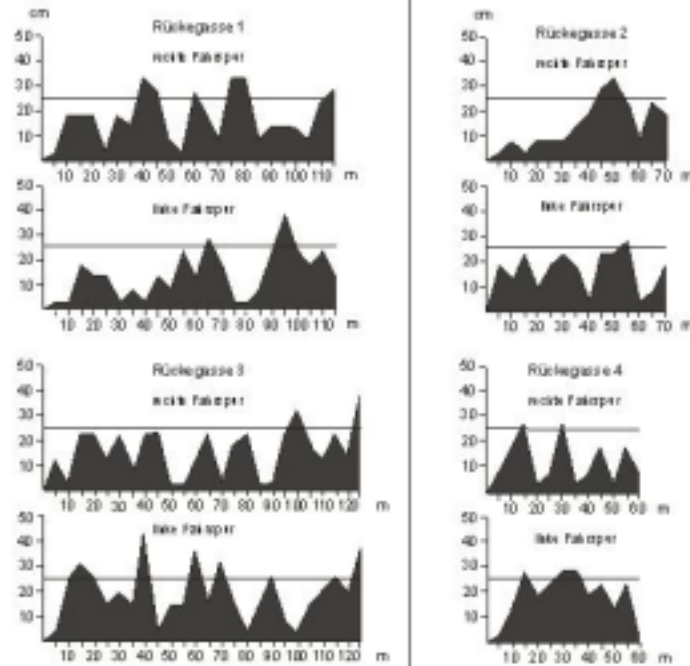 cm
Rückegasse 1
rechte Fahrspur
50
40
30
20
10
10 20 30 40 50 60 70 80 90 100 110 m
linke Fahrspur
50
40
30
20
10
10 20 30 40 50 60 70 80 90 100 110 m
cm
Rückegasse 2
rechte Fahrspur
50
40
30
20
10
10 20 30 40 50 60 70 m
linke Fahrspur
50
40
30
20
10
10 20 30 40 50 60 70 m
Rückegasse 3
rechte Fahrspur
50
40
30
20
10
10 20 30 40 50 60 70 80 90 100 110 120 m
linke Fahrspur
50
40
30
20
10
10 20 30 40 50 60 70 80 90 100 110 120 m
Rückegasse 4
rechte Fahrspur
50
40
30
20
10
10 20 30 40 50 60 m
linke Fahrspur
50
40
30
20
10
10 20 30 40 50 60 m